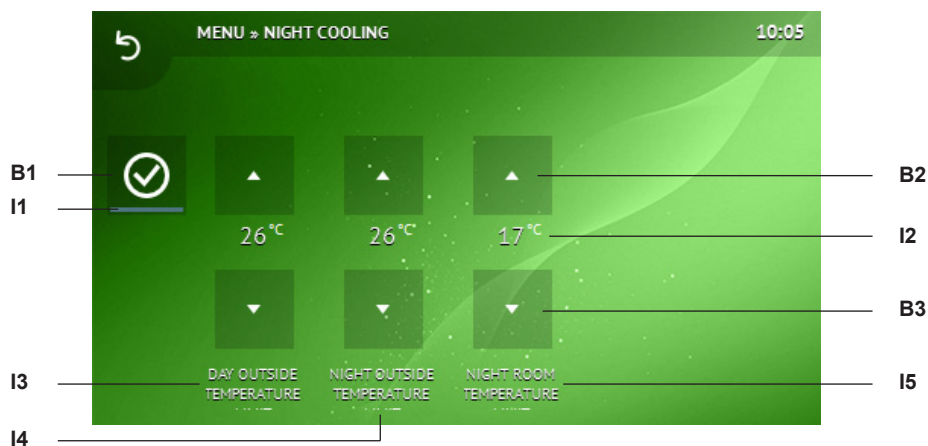 MENU » NIGHT COOLING 10:05
B1
B2
I1
26 °C 26 °C 17 °C
I2
B3
I3
DAY OUTSIDE
TEMPERATURE
NIGHT OUTSIDE
TEMPERATURE
NIGHT ROOM
TEMPERATURE
I5
I4